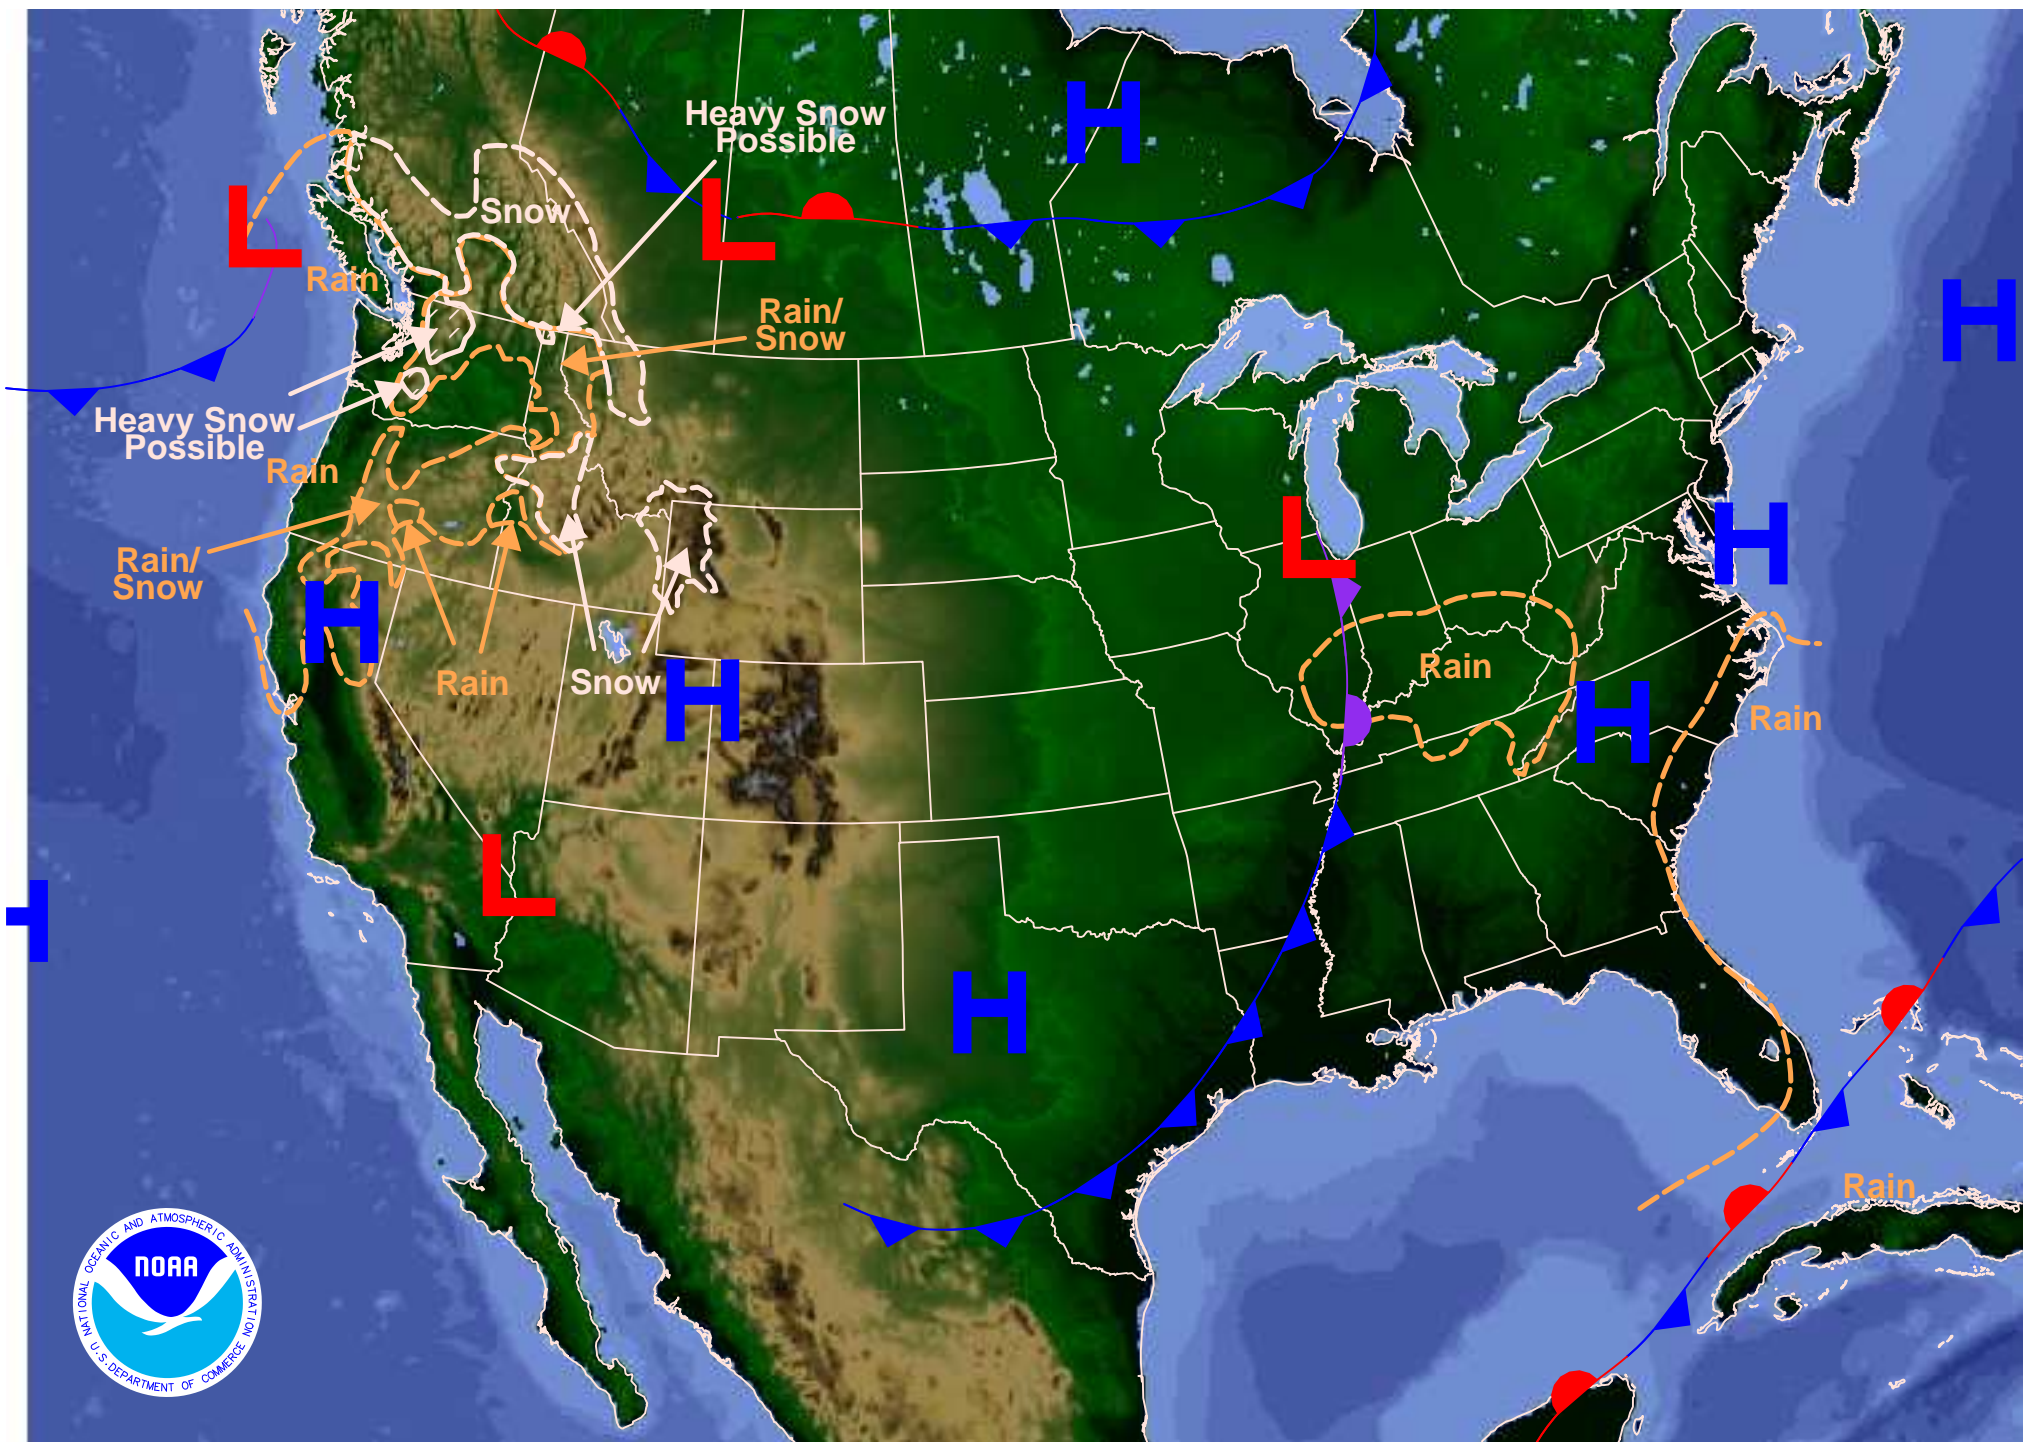 Heavy Snow
Possible
H
L
Snow
L
Rain
Rain/
Snow
H
Heavy Snow
Possible
Rain
L
H
Rain/
Snow
H
Rain
Snow
H
Rain
H
Rain
L
H
H
Rain
NOAA
NATIONAL OCEANIC AND ATMOSPHERIC ADMINISTRATION
U.S. DEPARTMENT OF COMMERCE